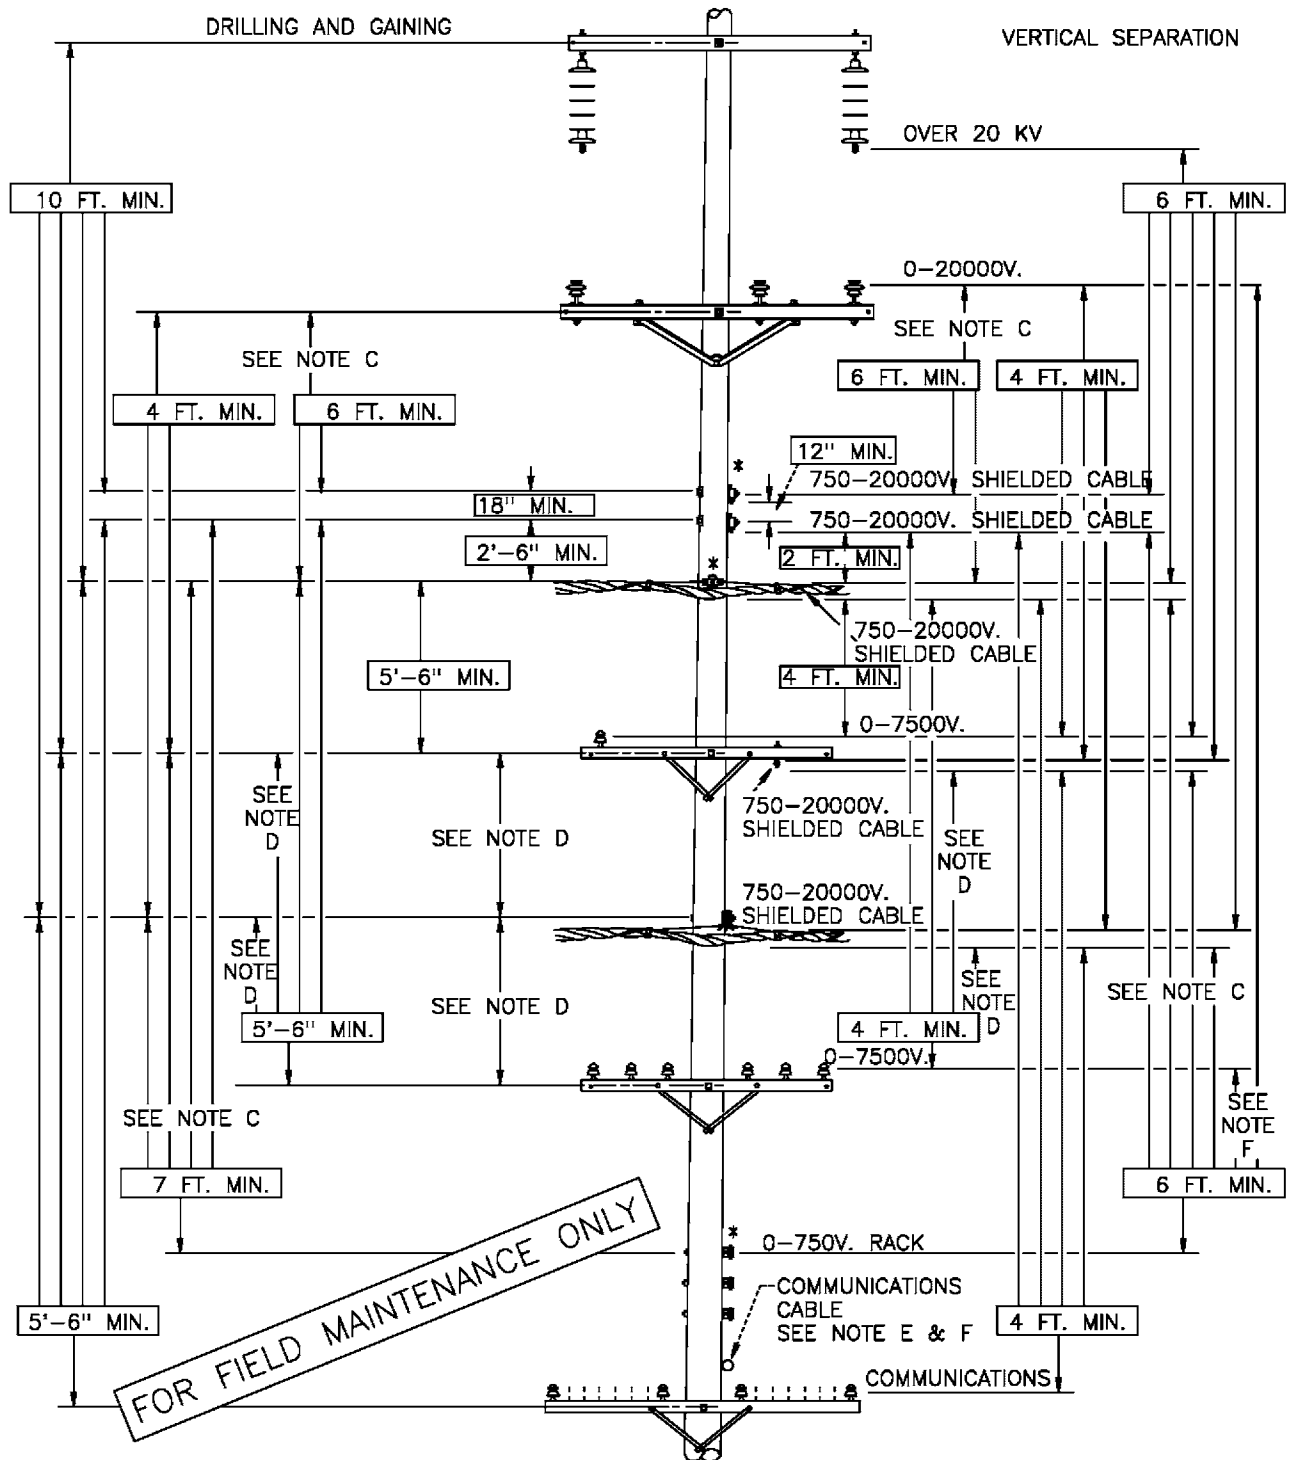 DRILLING AND GAINING
VERTICAL SEPARATION
OVER 20 KV
10 FT. MIN.
6 FT. MIN.
0-20000V.
SEE NOTE C
SEE NOTE C
6 FT. MIN.
4 FT. MIN.
4 FT. MIN.
6 FT. MIN.
12" MIN.
*
750-20000V. SHIELDED CABLE
18" MIN.
750-20000V. SHIELDED CABLE
2'-6" MIN.
2 FT. MIN.
*
750-20000V.
SHIELDED CABLE
5'-6" MIN.
4 FT. MIN.
0-7500V.
SEE
NOTE
D
750-20000V.
SHIELDED CABLE
SEE NOTE D
SEE
NOTE
D
750-20000V.
SHIELDED CABLE
SEE
NOTE
D
SEE NOTE D
SEE
NOTE
D
SEE NOTE C
5'-6" MIN.
4 FT. MIN.
0-7500V.
SEE NOTE C
SEE
NOTE
F
7 FT. MIN.
6 FT. MIN.
FOR FIELD MAINTENANCE ONLY
*
0-750V. RACK
COMMUNICATIONS
CABLE
SEE NOTE E & F
5'-6" MIN.
4 FT. MIN.
COMMUNICATIONS